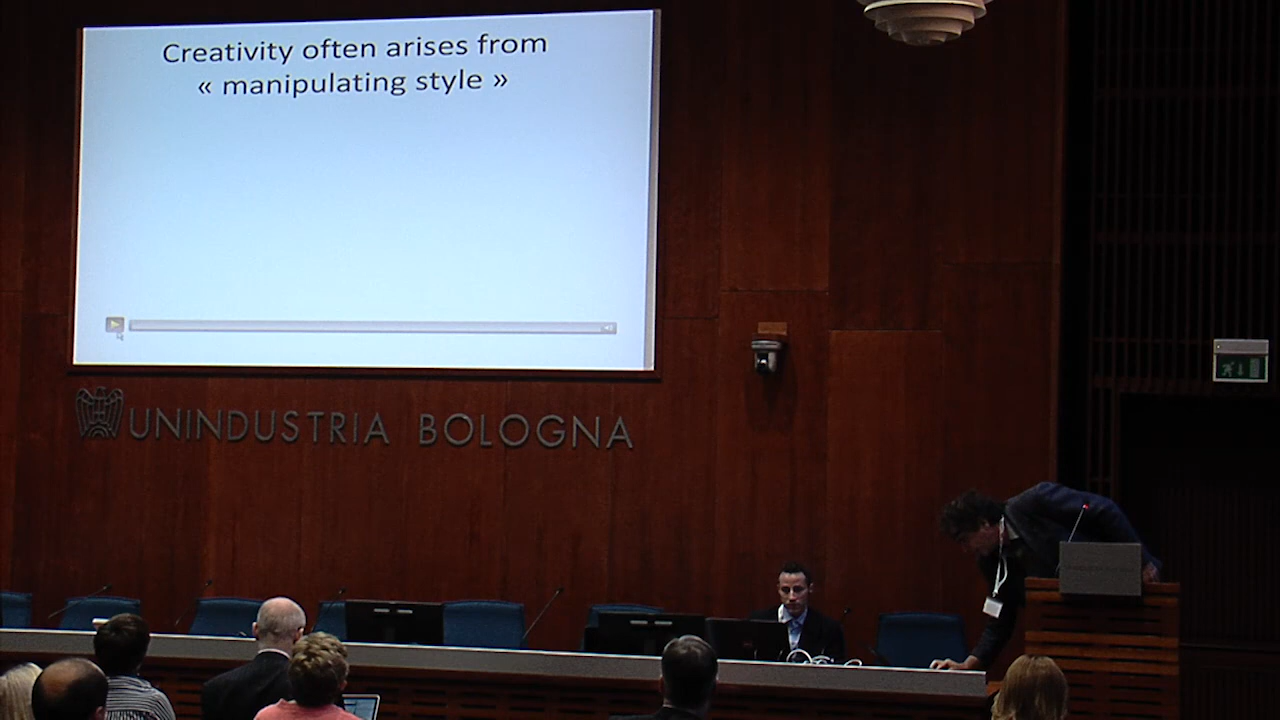 Creativity often arises from
« manipulating style »
UNINDUSTRIA BOLOGNA